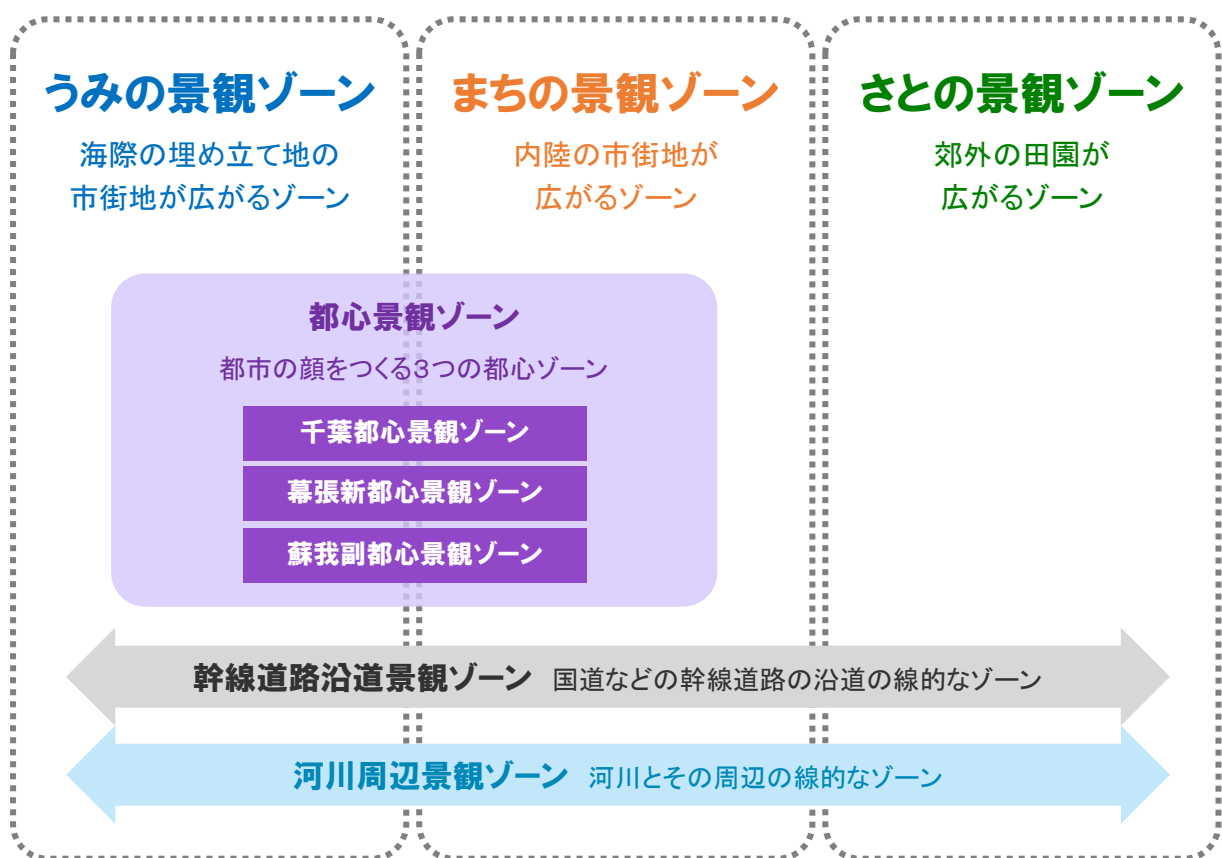 うみの景観ゾーン
海際の埋め立て地の
市街地が広がるゾーン
まちの景観ゾーン
内陸の市街地が
広がるゾーン
さとの景観ゾーン
郊外の田園が
広がるゾーン
都心景観ゾーン
都市の顔をつくる3つの都心ゾーン
千葉都心景観ゾーン
幕張新都心景観ゾーン
蘇我副都心景観ゾーン
幹線道路沿道景観ゾーン 国道などの幹線道路の沿道の線的なゾーン
河川周辺景観ゾーン 河川とその周辺の線的なゾーン